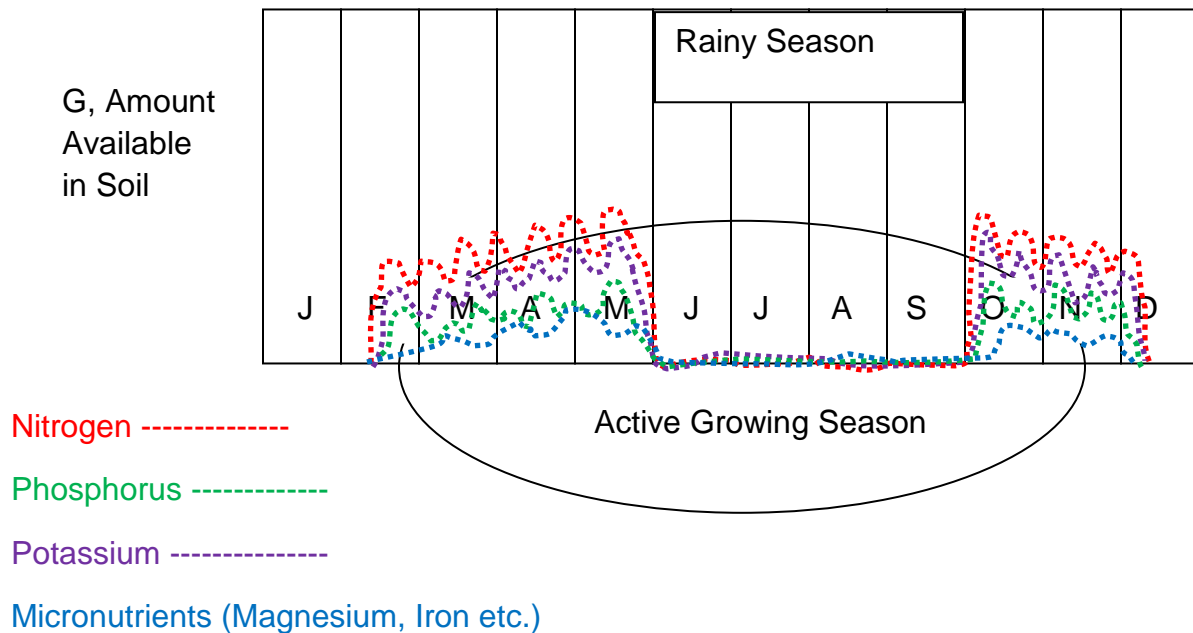 Rainy Season
G, Amount
Available
in Soil
J F M A M J J A S O N D
Active Growing Season
Nitrogen -------------
Phosphorus ------------
Potassium --------------
Micronutrients (Magnesium, Iron etc.)